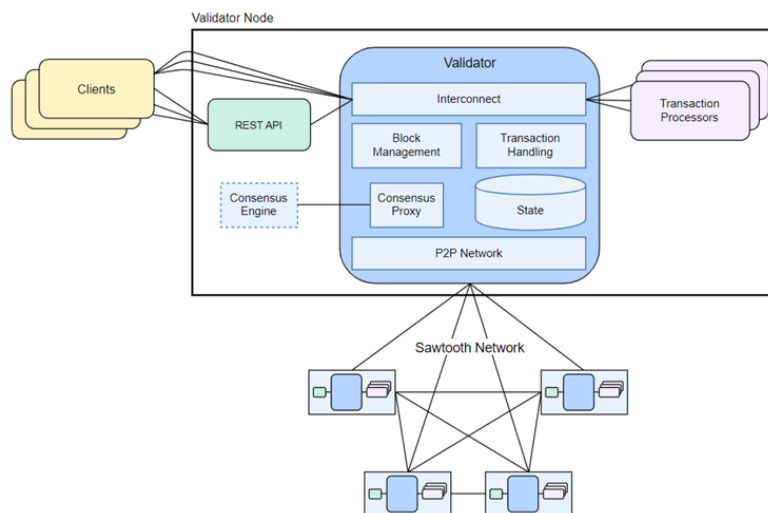 Validator Node
Validator
Clients
Interconnect
Transaction
Processors
REST API
Block
Management
Transaction
Handling
Consensus
Engine
Consensus
Proxy
State
P2P Network
Sawtooth Network